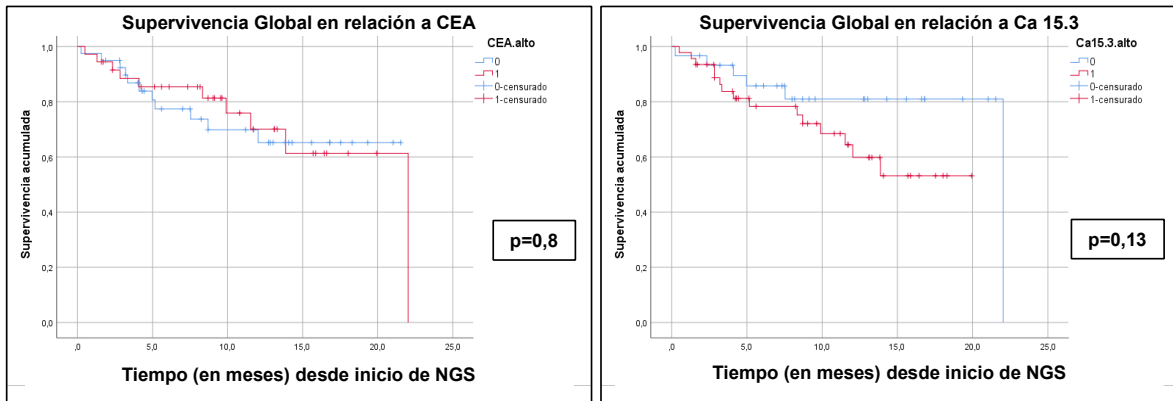 Supervivencia Global en relación a CEA
CEA.alto
0
1
0-censurado
1-censurado
Supervivencia acumulada
1,0
0,8
0,6
0,4
0,2
0,0
,0
5,0
10,0
15,0
20,0
25,0
p=0,8
Tiempo (en meses) desde inicio de NGS
Supervivencia Global en relación a Ca 15.3
Ca15.3.alto
0
1
0-censurado
1-censurado
Supervivencia acumulada
1,0
0,8
0,6
0,4
0,2
0,0
,0
5,0
10,0
15,0
20,0
25,0
p=0,13
Tiempo (en meses) desde inicio de NGS